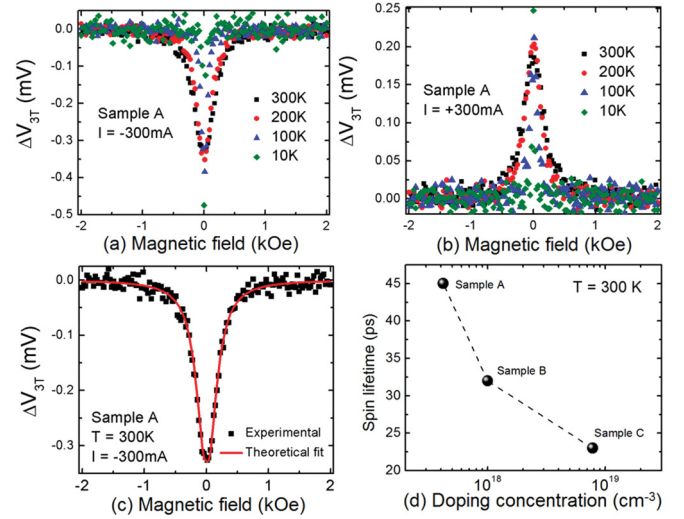 0.0
-0.1
-0.2
-0.3
-0.4
-0.5
ΔV3T (mV)
Sample A
I = -300mA
300K
200K
100K
10K
-2 -1 0 1 2
(a) Magnetic field (kOe)
0.25
0.20
0.15
0.10
0.05
0.00
ΔV3T (mV)
Sample A
I = +300mA
300K
200K
100K
10K
-2 -1 0 1 2
(b) Magnetic field (kOe)
0.0
-0.1
-0.2
-0.3
ΔV3T (mV)
Sample A
T = 300K
I = -300mA
Experimental
Theoretical fit
-2 -1 0 1 2
(c) Magnetic field (kOe)
45
40
35
30
25
20
Spin lifetime (ps)
Sample A
T = 300 K
Sample B
Sample C
10¹⁸ 10¹⁹
(d) Doping concentration (cm⁻³)